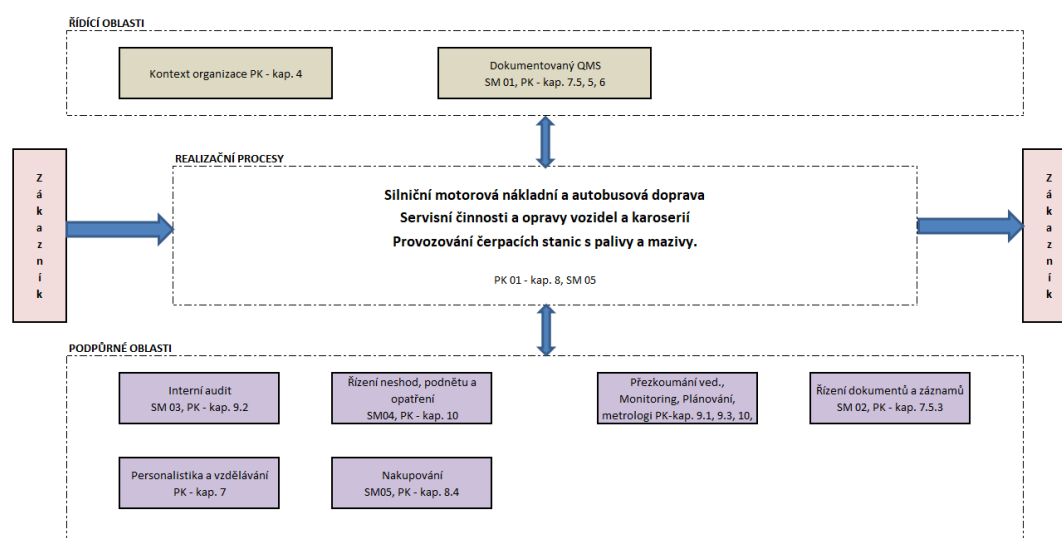 ŘÍDÍCÍ OBLASTI
Kontext organizace PK - kap. 4
Dokumentovaný QMS
SM 01, PK - kap. 7.5, 5, 6
Zákazník
REALIZAČNÍ PROCESY
Silniční motorová nákladní a autobusová doprava
Servisní činnosti a opravy vozidel a karoserií
Provozování čerpacích stanic s palivy a mazivy.
PK 01 - kap. 8, SM 05
Zákazník
PODPŮRNÉ OBLASTI
Interní audit
SM 03, PK - kap. 9.2
Řízení neshod, podnětu a
opatření
SM04, PK - kap. 10
Přezkoumání ved.,
Monitoring, Plánování,
metrologi PK-kap. 9.1, 9.3, 10,
Řízení dokumentů a záznamů
SM 02, PK - kap. 7.5.3
Personalistika a vzdělávání
PK - kap. 7
Nakupování
SM05, PK - kap. 8.4